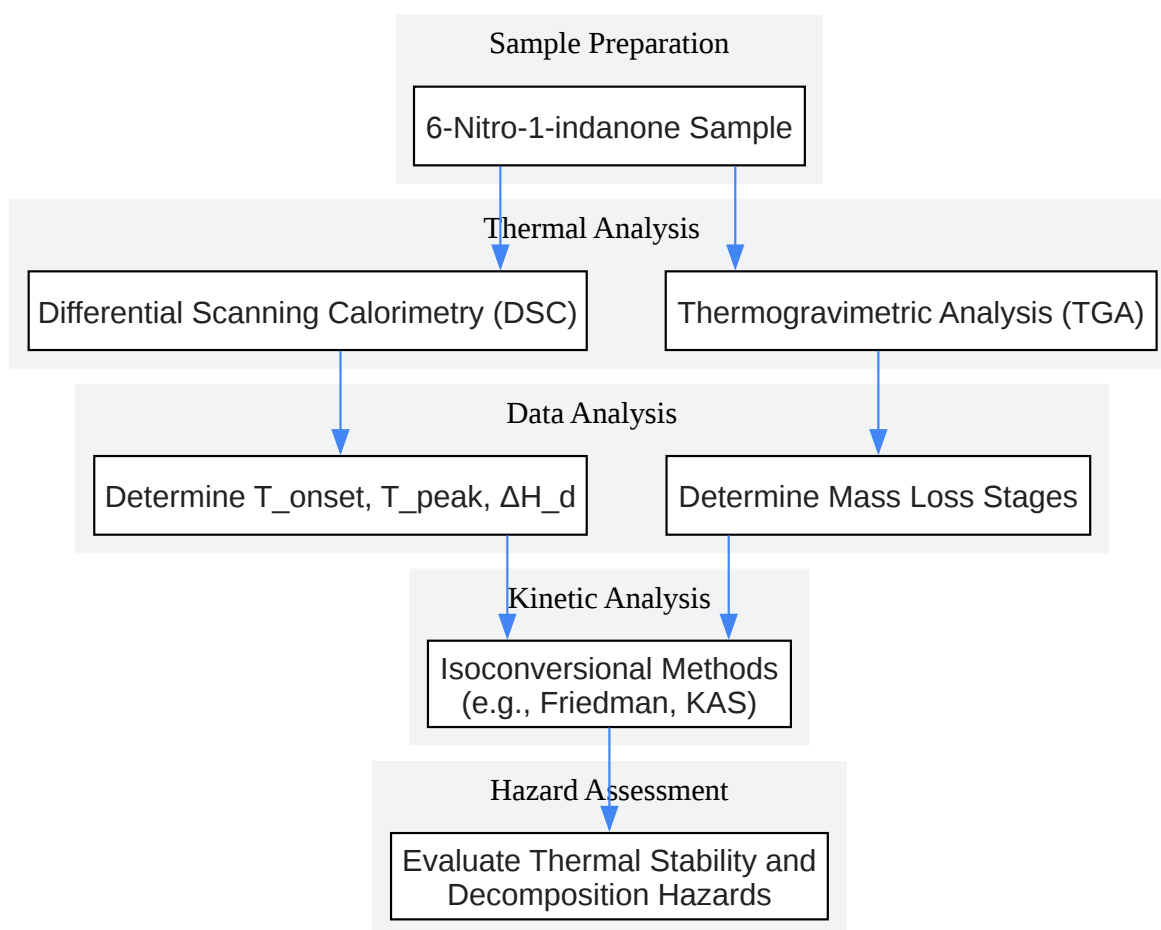 Sample Preparation
6-Nitro-1-indanone Sample
Thermal Analysis
Differential Scanning Calorimetry (DSC)
Thermogravimetric Analysis (TGA)
Data Analysis
Determine T_onset, T_peak, ΔH_d
Determine Mass Loss Stages
Kinetic Analysis
Isoconversional Methods
(e.g., Friedman, KAS)
Hazard Assessment
Evaluate Thermal Stability and
Decomposition Hazards